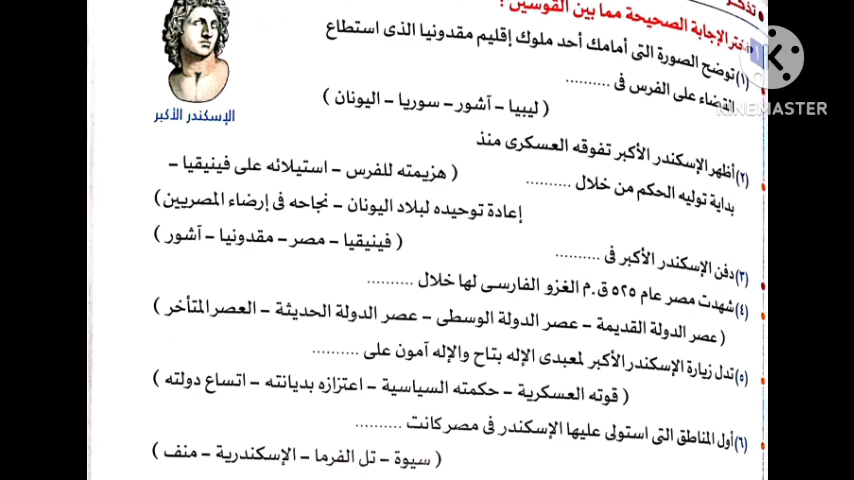 • تذكر
اختر الإجابة الصحيحة مما بين القوسين :
(١) توضح الصورة التى أمامك أحد ملوك إقليم مقدونيا الذى استطاع
القضاء على الفرس فى ..........
( ليبيا – آشور – سوريا – اليونان )
الإسكندر الأكبر
KINEMASTER
(٢) أظهر الإسكندر الأكبر تفوقه العسكرى منذ
بداية توليه الحكم من خلال .......... ( هزيمته للفرس – استيلائه على فينيقيا –
إعادة توحيده لبلاد اليونان – نجاحه فى إرضاء المصريين)
(٣) دفن الإسكندر الأكبر فى .......... ( فينيقيا – مصر – مقدونيا – آشور )
(٤) شهدت مصر عام ٥٢٥ ق.م الغزو الفارسى لها خلال ..........
( عصر الدولة القديمة – عصر الدولة الوسطى – عصر الدولة الحديثة – العصر المتأخر )
(٥) تدل زيارة الإسكندر الأكبر لمعبدى الإله بتاح والإله آمون على ..........
( قوته العسكرية – حكمته السياسية – اعتزازه بديانته – اتساع دولته )
(٦) أول المناطق التى استولى عليها الإسكندر فى مصر كانت ..........
( سيوة – تل الفرما – الإسكندرية – منف )